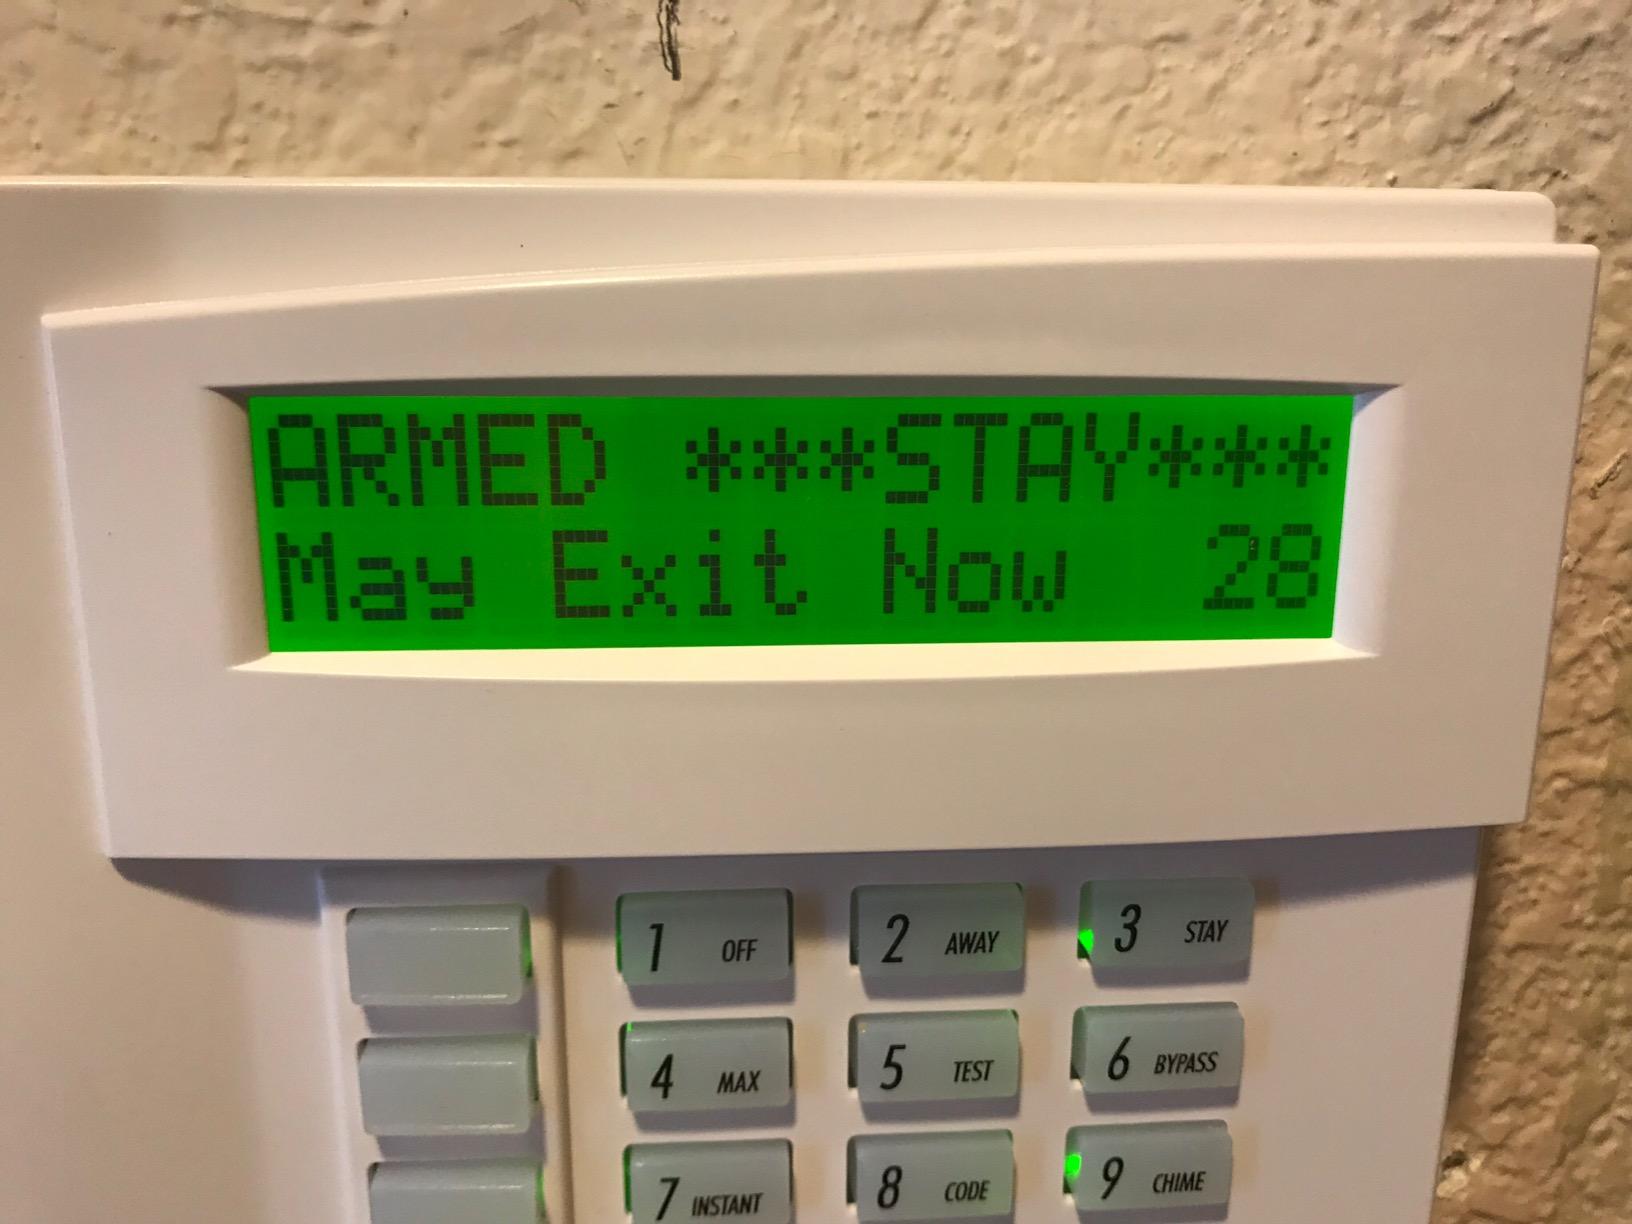 ARMED ***STAY***
May Exit Now 28
1 OFF
2 AWAY
3 STAY
4 MAX
5 TEST
6 BYPASS
7 INSTANT
8 CODE
9 CHIME